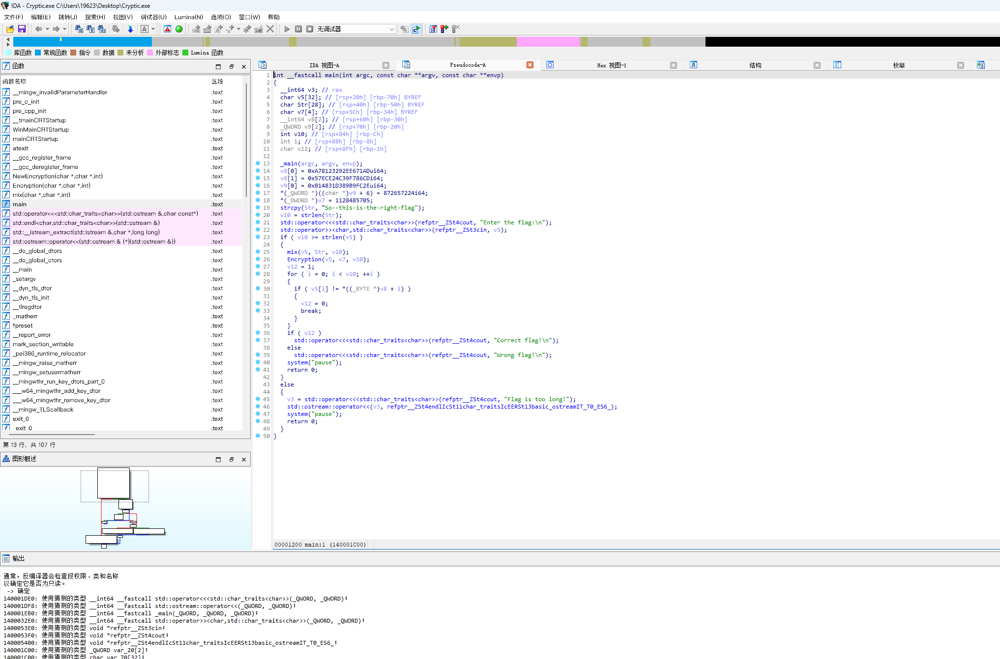 IDA - Cryptic.exe C:\Users\19623\Desktop\Cryptic.exe
文件(F) 编辑(E) 跳转(J) 搜索(H) 视图(V) 调试器(U) Lumina(N) 选项(O) 窗口(W) 帮助
无调试器
库函数 常规函数 指令 数据 未分析 外部标志 Lumina 函数
函数
函数名称 区段
__mingw_invalidParameterHandler .text
pre_c_init .text
pre_cpp_init .text
__tmainCRTStartup .text
WinMainCRTStartup .text
mainCRTStartup .text
atexit .text
__gcc_register_frame .text
__gcc_deregister_frame .text
NewEncryption(char *,char *,int) .text
Encryption(char *,char *,int) .text
mix(char *,char *,int) .text
main .text
std::operator<<<std::char_traits<char>>(std::ostream &,char const*) .text
std::endl<char,std::char_traits<char>>(std::ostream &) .text
std::__istream_extract(std::istream &,char *,long long) .text
std::ostream::operator<<(std::ostream & (*)(std::ostream &)) .text
__do_global_dtors .text
__do_global_ctors .text
__main .text
_setargv .text
__dyn_tls_dtor .text
__dyn_tls_init .text
__tlregdtor .text
_matherr .text
fpreset .text
__report_error .text
mark_section_writable .text
_pei386_runtime_relocator .text
__mingw_raise_matherr .text
__mingw_setusermatherr .text
__mingwthr_run_key_dtors_part_0 .text
___w64_mingwthr_add_key_dtor .text
___w64_mingwthr_remove_key_dtor .text
__mingw_TLScallback .text
exit_0 .text
_exit_0 .text
第 13 行, 共 107 行
图形概述
IDA 视图-A Pseudocode-A Hex 视图-1 结构 枚举
1 int __fastcall main(int argc, const char **argv, const char **envp)
2 {
3 __int64 v3; // rax
4 char v5[32]; // [rsp+20h] [rbp-70h] BYREF
5 char Str[28]; // [rsp+40h] [rbp-50h] BYREF
6 char v7[4]; // [rsp+5Ch] [rbp-34h] BYREF
7 __int64 v8[2]; // [rsp+60h] [rbp-30h]
8 _QWORD v9[2]; // [rsp+70h] [rbp-20h]
9 int v10; // [rsp+84h] [rbp-Ch]
10 int i; // [rsp+88h] [rbp-8h]
11 char v12; // [rsp+8Fh] [rbp-1h]
12
13 _main(argc, argv, envp);
14 v8[0] = 0xA78123292EE671ADui64;
15 v8[1] = 0x57ECE24C39F786CDi64;
16 v9[0] = 0xB14831D389B9FC2Eui64;
17 *(_QWORD *)((char *)v9 + 6) = 872657224i64;
18 *(_DWORD *)v7 = 1128485705;
19 strcpy(Str, "So--this-is-the-right-flag");
20 v10 = strlen(Str);
21 std::operator<<<std::char_traits<char>>(refptr__ZSt4cout, "Enter the flag:\n");
22 std::operator>><char,std::char_traits<char>>(refptr__ZSt3cin, v5);
23 if ( v10 >= strlen(v5) )
24 {
25 mix(v5, Str, v10);
26 Encryption(v5, v7, v10);
27 v12 = 1;
28 for ( i = 0; i < v10; ++i )
29 {
30 if ( v5[i] != *((_BYTE *)v8 + i) )
31 {
32 v12 = 0;
33 break;
34 }
35 }
36 if ( v12 )
37 std::operator<<<std::char_traits<char>>(refptr__ZSt4cout, "Correct flag!\n");
38 else
39 std::operator<<<std::char_traits<char>>(refptr__ZSt4cout, "Wrong flag!\n");
40 system("pause");
41 return 0;
42 }
43 else
44 {
45 v3 = std::operator<<<std::char_traits<char>>(refptr__ZSt4cout, "Flag is too long!");
46 std::ostream::operator<<(v3, refptr__ZSt4endlIcSt11char_traitsIcEERSt13basic_ostreamIT_T0_ES6_);
47 system("pause");
48 return 0;
49 }
50 }
00001200 main:1 (140001C00)
输出
通常，反编译器会检查段权限、类和名称
以确定它是否为只读。
-> 确定
140001DE0: 使用猜测的类型 __int64 __fastcall std::operator<<<std::char_traits<char>>(_QWORD, _QWORD);
140001DF8: 使用猜测的类型 __int64 __fastcall std::ostream::operator<<(_QWORD, _QWORD);
140001EB0: 使用猜测的类型 __int64 __fastcall _main(_QWORD, _QWORD, _QWORD);
1400032E0: 使用猜测的类型 __int64 __fastcall std::operator>><char,std::char_traits<char>>(_QWORD, _QWORD);
1400053E0: 使用猜测的类型 void *refptr__ZSt3cin;
1400053F0: 使用猜测的类型 void *refptr__ZSt4cout;
140005400: 使用猜测的类型 void *refptr__ZSt4endlIcSt11char_traitsIcEERSt13basic_ostreamIT_T0_ES6_;
140001C00: 使用猜测的类型 _QWORD var_20[2];
140001C00: 使用猜测的类型 char var_70[32];